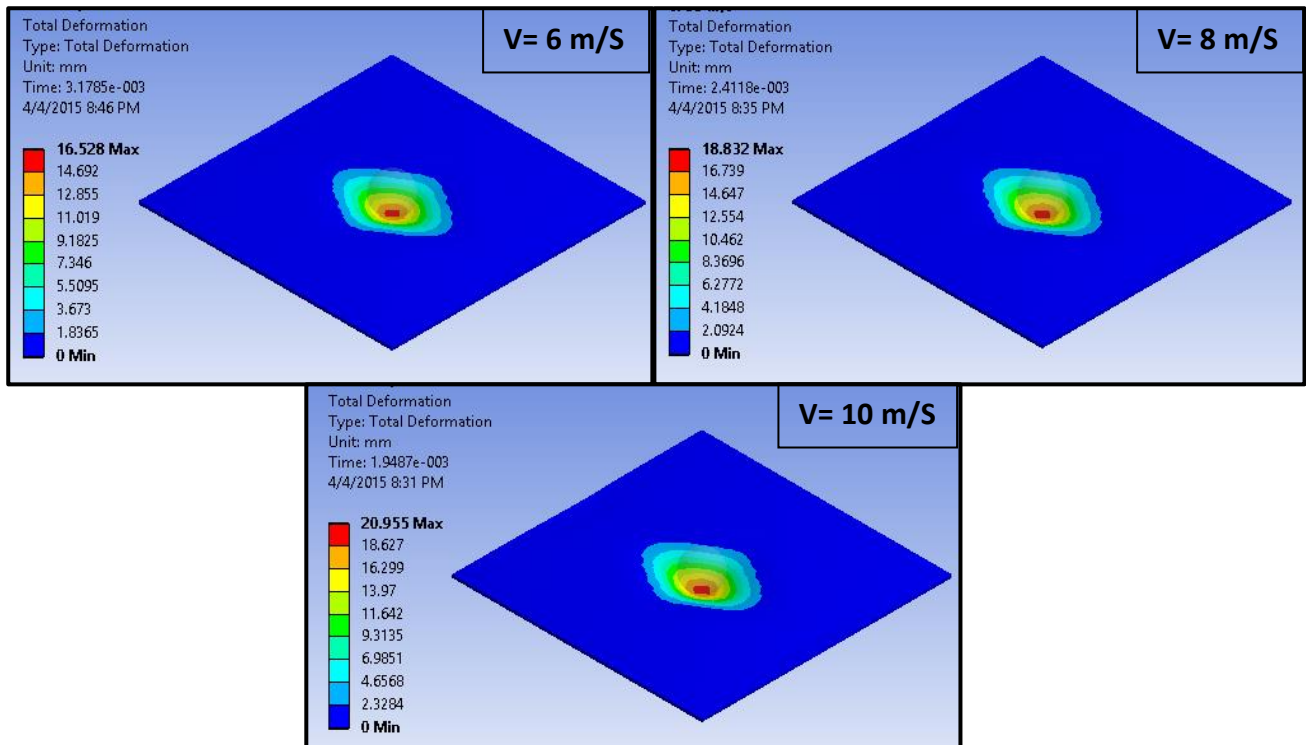 Total Deformation
Type: Total Deformation
Unit: mm
Time: 3.1785e-003
4/4/2015 8:46 PM
V= 6 m/S
16.528 Max
14.692
12.855
11.019
9.1825
7.346
5.5095
3.673
1.8365
0 Min
Total Deformation
Type: Total Deformation
Unit: mm
Time: 2.4118e-003
4/4/2015 8:35 PM
V= 8 m/S
18.832 Max
16.739
14.647
12.554
10.462
8.3696
6.2772
4.1848
2.0924
0 Min
Total Deformation
Type: Total Deformation
Unit: mm
Time: 1.9487e-003
4/4/2015 8:31 PM
V= 10 m/S
20.955 Max
18.627
16.299
13.97
11.642
9.3135
6.9851
4.6568
2.3284
0 Min